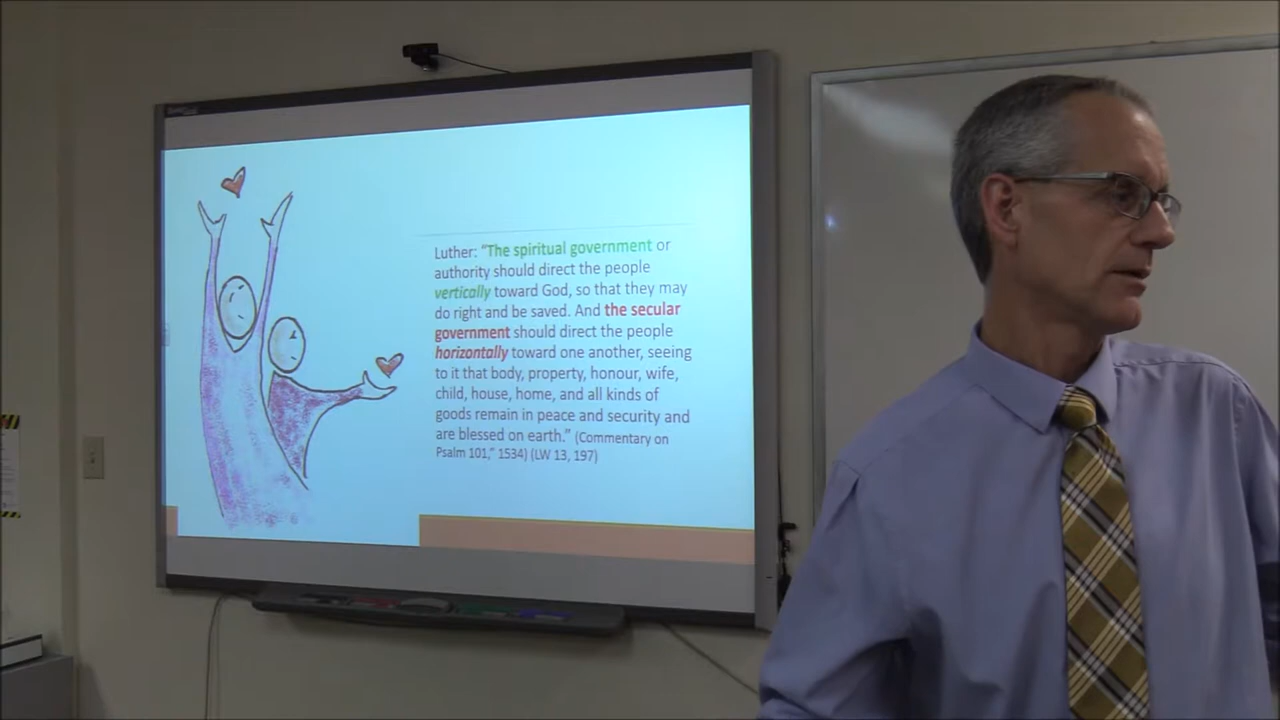 Luther: “The spiritual government or
authority should direct the people
vertically toward God, so that they may
do right and be saved. And the secular
government should direct the people
horizontally toward one another, seeing
to it that body, property, honour, wife,
child, house, home, and all kinds of
goods remain in peace and security and
are blessed on earth.” (Commentary on
Psalm 101,” 1534) (LW 13, 197)